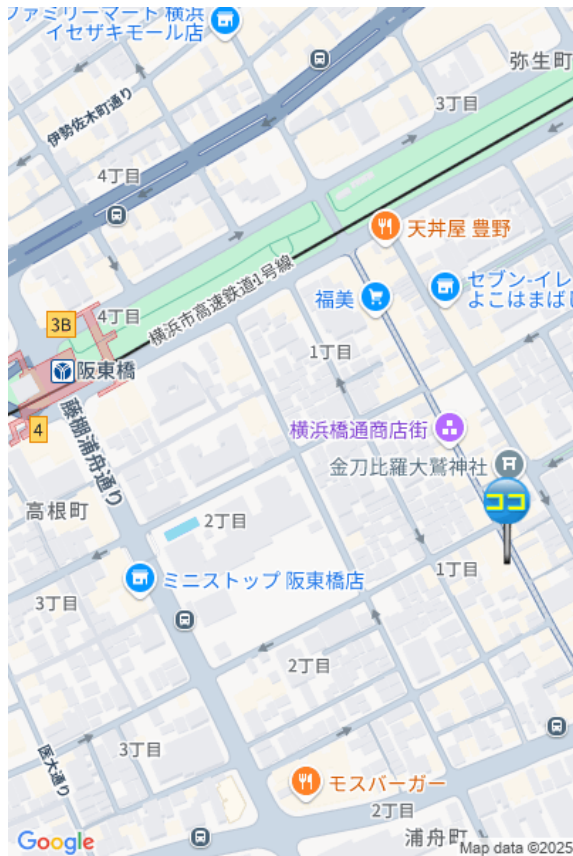 ファミリーマート 横浜
イセザキモール店
弥生町
伊勢佐木町通り
3丁目
4丁目
天丼屋 豊野
セブン-イレ
よこはまばし
横浜市高速鉄道1号線
福美
4丁目
3B
1丁目
阪東橋
4
藤棚浦舟通り
横浜橋通商店街
金刀比羅大鷲神社
ココ
高根町
2丁目
1丁目
ミニストップ 阪東橋店
3丁目
2丁目
3丁目
医大通り
モスバーガー
2丁目
浦舟町
Google
Map data ©2025